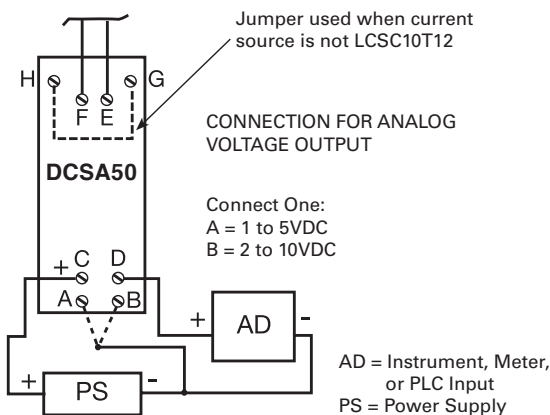 Jumper used when current
source is not LCSC10T12
H
G
F E
CONNECTION FOR ANALOG
VOLTAGE OUTPUT
DCSA50
Connect One:
A = 1 to 5VDC
B = 2 to 10VDC
+ C D
A B
+ AD -
+ PS -
AD = Instrument, Meter,
or PLC Input
PS = Power Supply